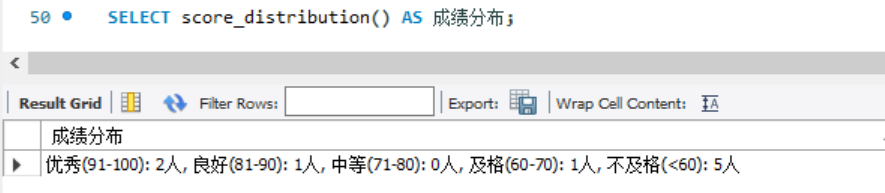 50 SELECT score_distribution() AS 成绩分布;
Result Grid Filter Rows: Export: Wrap Cell Content: IA
成绩分布
优秀(91-100): 2人, 良好(81-90): 1人, 中等(71-80): 0人, 及格(60-70): 1人, 不及格(<60): 5人